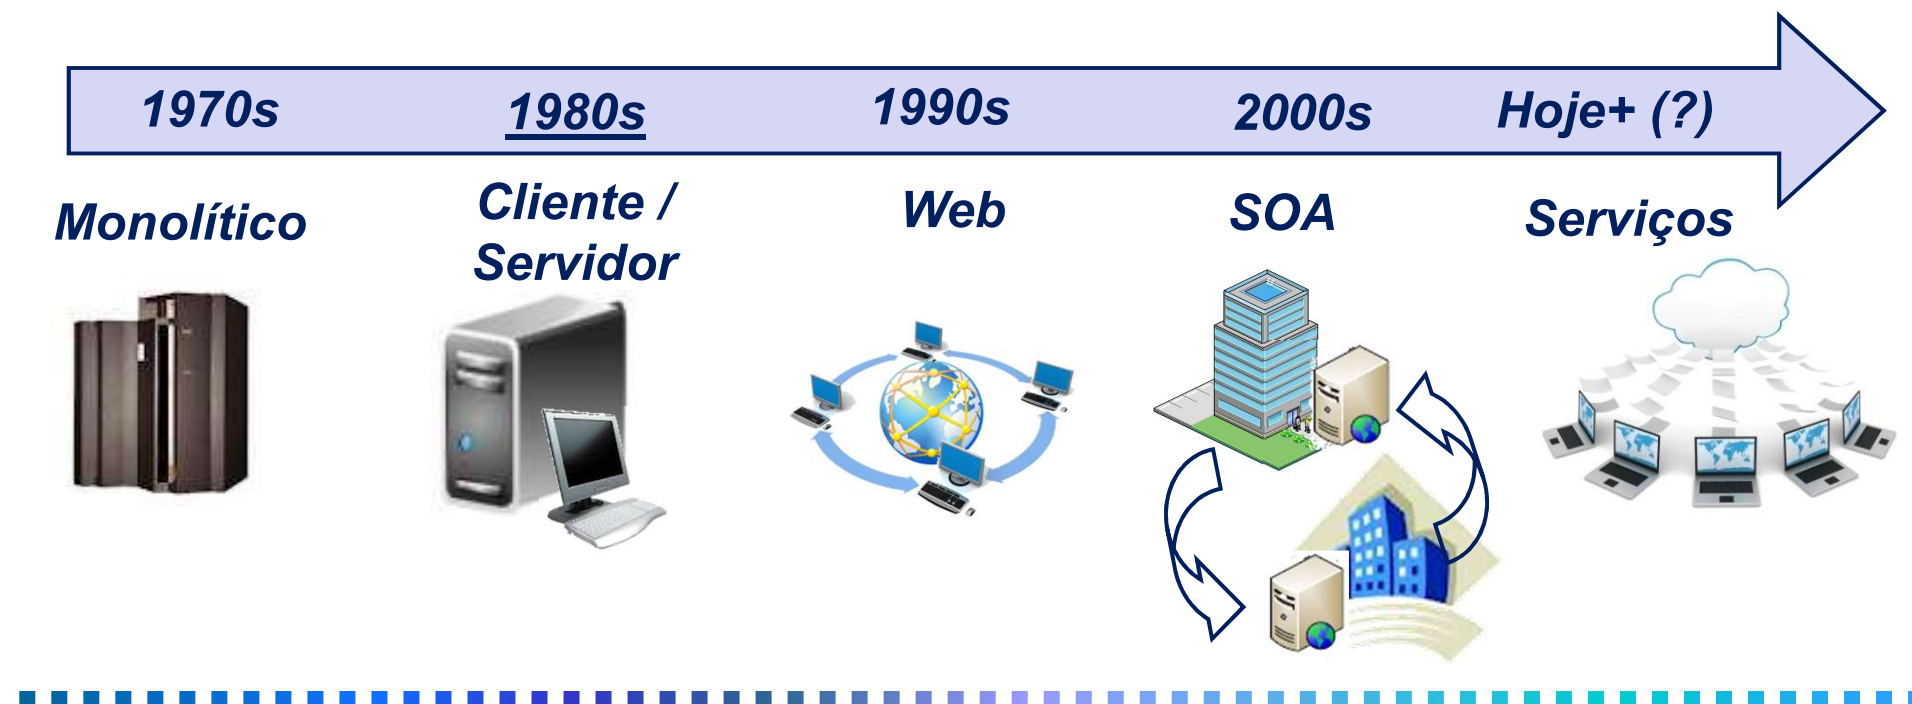 1970s
1980s
1990s
2000s
Hoje+ (?)
Monolítico
Cliente /
Servidor
Web
SOA
Serviços